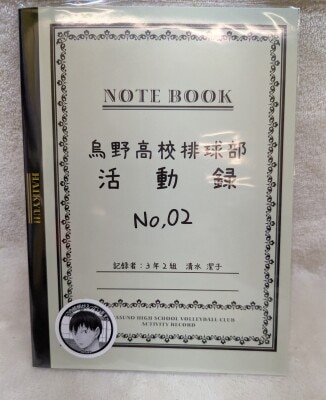 NOTE BOOK
烏野高校排球部
活動録
No,02
記録者：3年2組 清水 潔子
HAIKYU!!
HIGH SCHOOL VOLLEYBALL CLUB
ACTIVITY RECORD